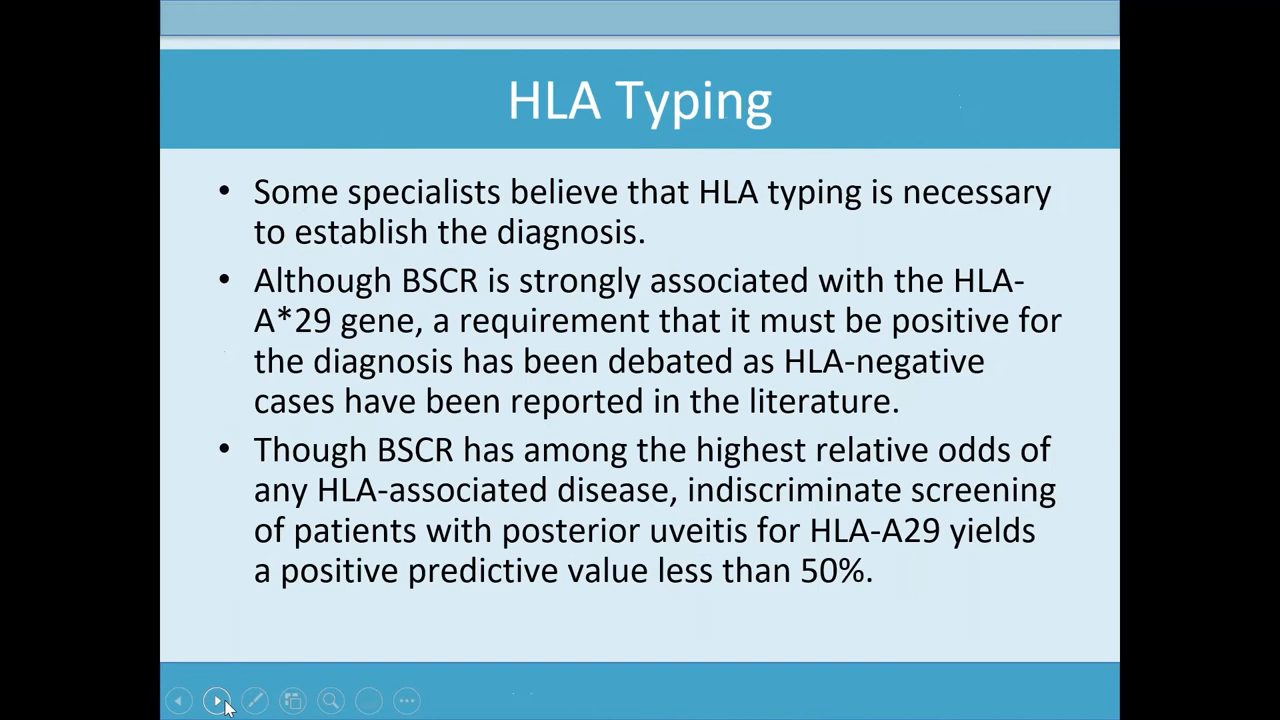 HLA Typing
• Some specialists believe that HLA typing is necessary
to establish the diagnosis.
• Although BSCR is strongly associated with the HLA-
A*29 gene, a requirement that it must be positive for
the diagnosis has been debated as HLA-negative
cases have been reported in the literature.
• Though BSCR has among the highest relative odds of
any HLA-associated disease, indiscriminate screening
of patients with posterior uveitis for HLA-A29 yields
a positive predictive value less than 50%.